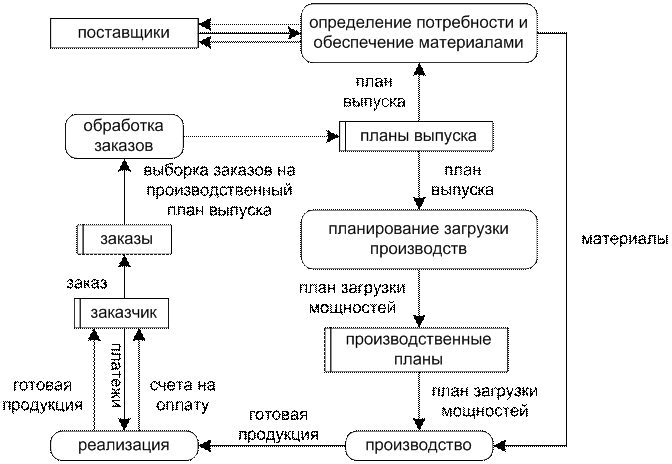 поставщики
определение потребности и
обеспечение материалами
план
выпуска
обработка
заказов
планы выпуска
выборка заказов на
производственный
план выпуска
план
выпуска
заказы
планирование загрузки
производств
материалы
заказ
план загрузки
мощностей
заказчик
производственные
планы
готовая
продукция
платежи
счета на
оплату
план загрузки
мощностей
готовая
продукция
реализация
производство